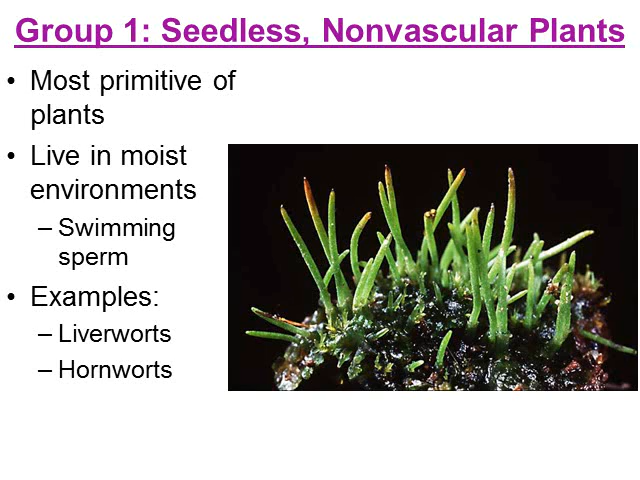 Group 1: Seedless, Nonvascular Plants
• Most primitive of
plants
• Live in moist
environments
– Swimming
sperm
• Examples:
– Liverworts
– Hornworts